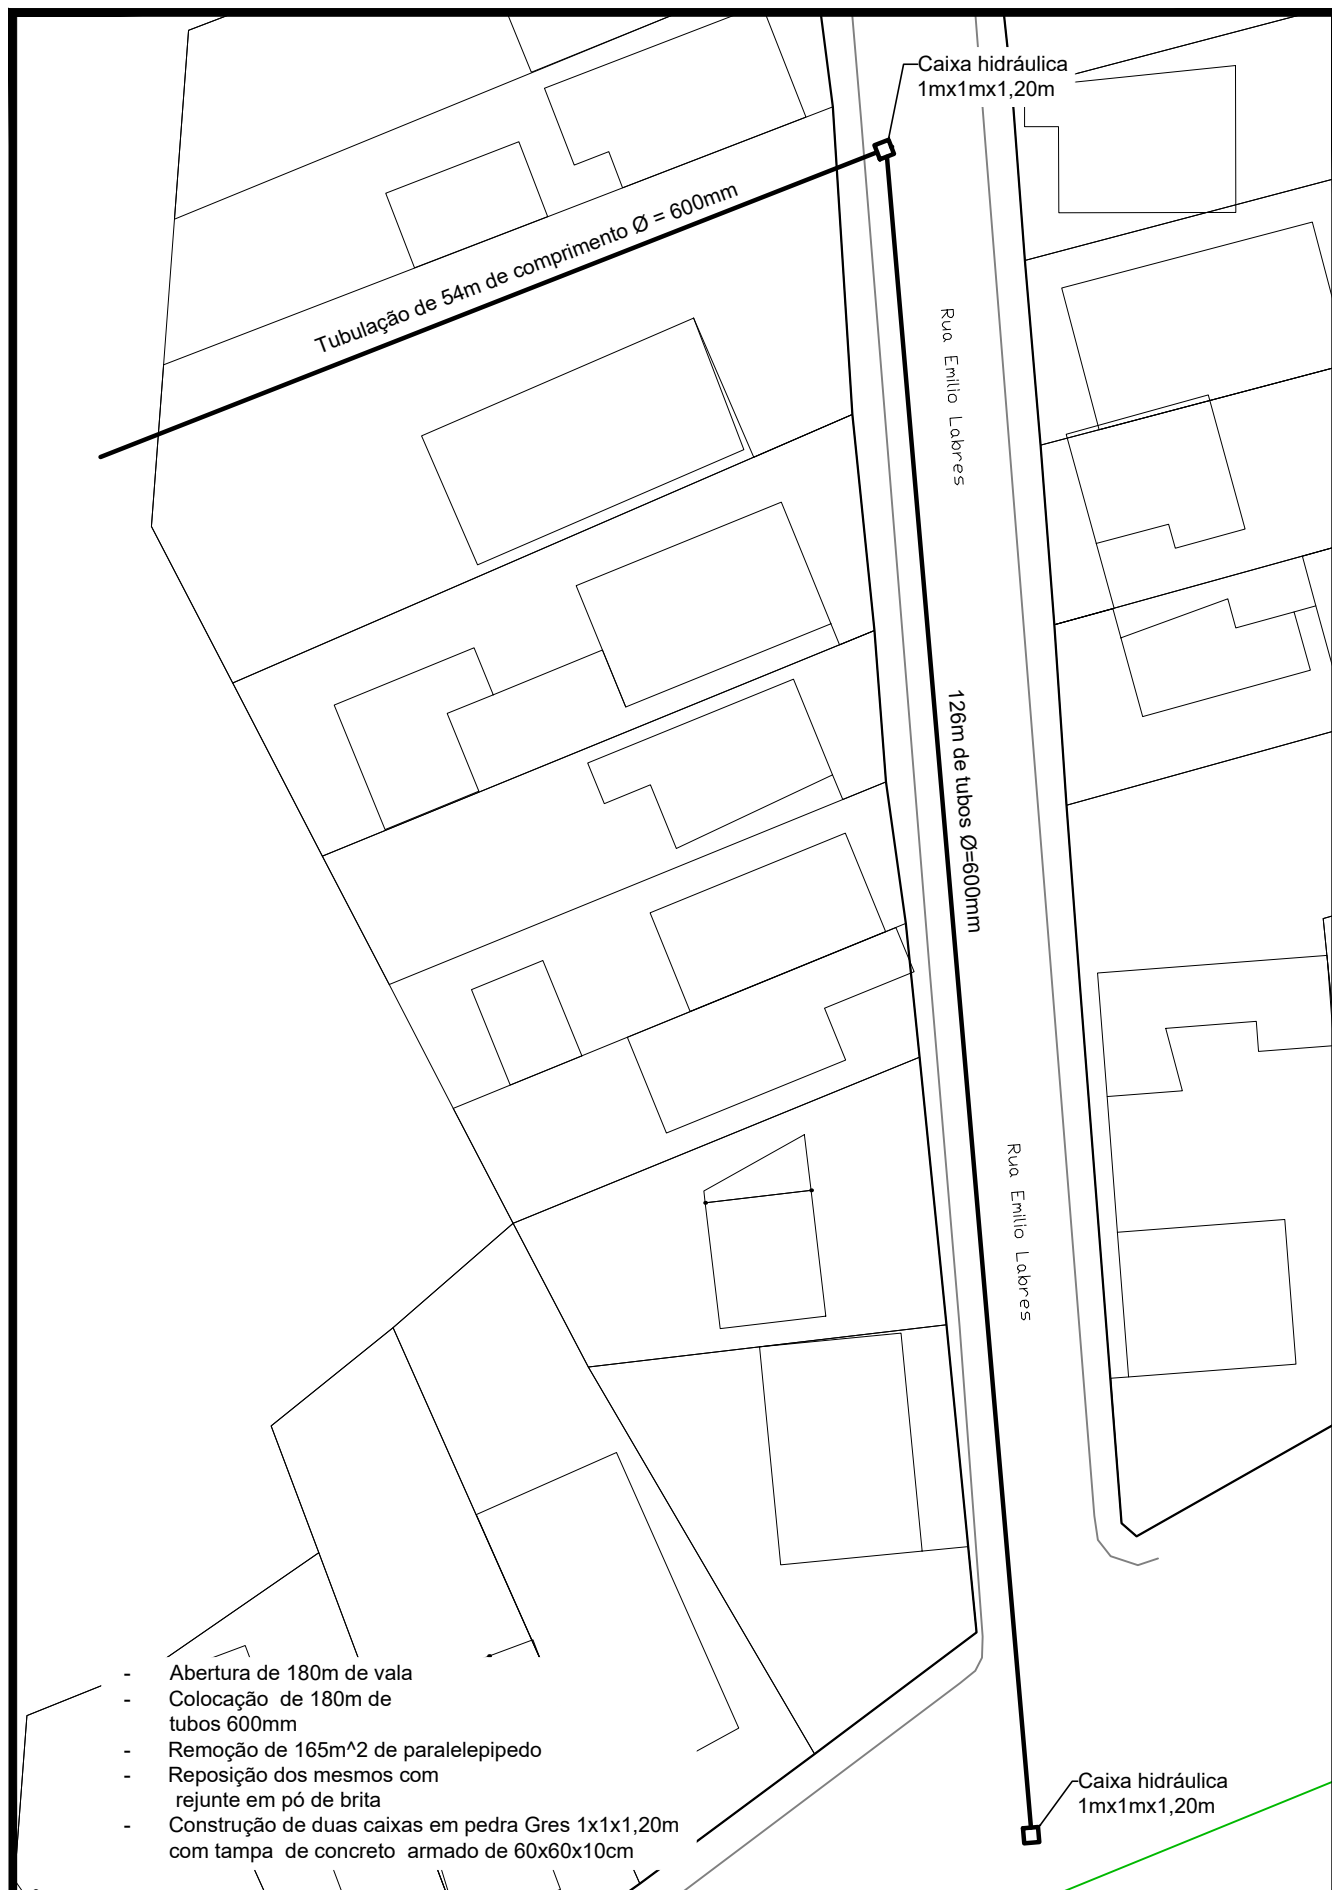 Caixa hidráulica
1mx1mx1,20m
Tubulação de 54m de comprimento Ø = 600mm
Rua Emilio Labres
126m de tubos Ø=600mm
Rua Emilio Labres
- Abertura de 180m de vala
- Colocação de 180m de
tubos 600mm
- Remoção de 165m^2 de paralelepipedo
- Reposição dos mesmos com
rejunte em pó de brita
- Construção de duas caixas em pedra Gres 1x1x1,20m
com tampa de concreto armado de 60x60x10cm
Caixa hidráulica
1mx1mx1,20m